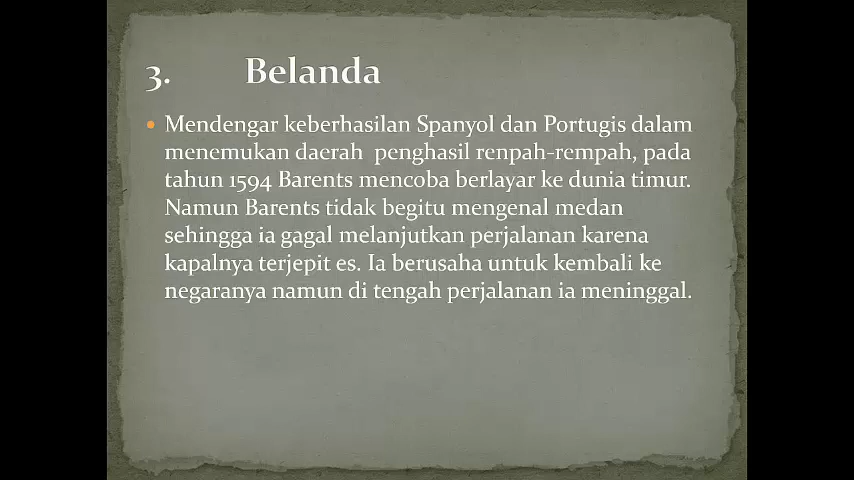 3. Belanda
• Mendengar keberhasilan Spanyol dan Portugis dalam
menemukan daerah penghasil renpah-rempah, pada
tahun 1594 Barents mencoba berlayar ke dunia timur.
Namun Barents tidak begitu mengenal medan
sehingga ia gagal melanjutkan perjalanan karena
kapalnya terjepit es. Ia berusaha untuk kembali ke
negaranya namun di tengah perjalanan ia meninggal.